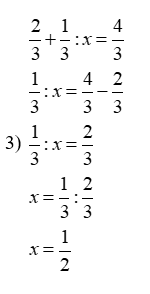 2/3 + 1/3 : x = 4/3
1/3 : x = 4/3 − 2/3
3) 1/3 : x = 2/3
x = 1/3 : 2/3
x = 1/2